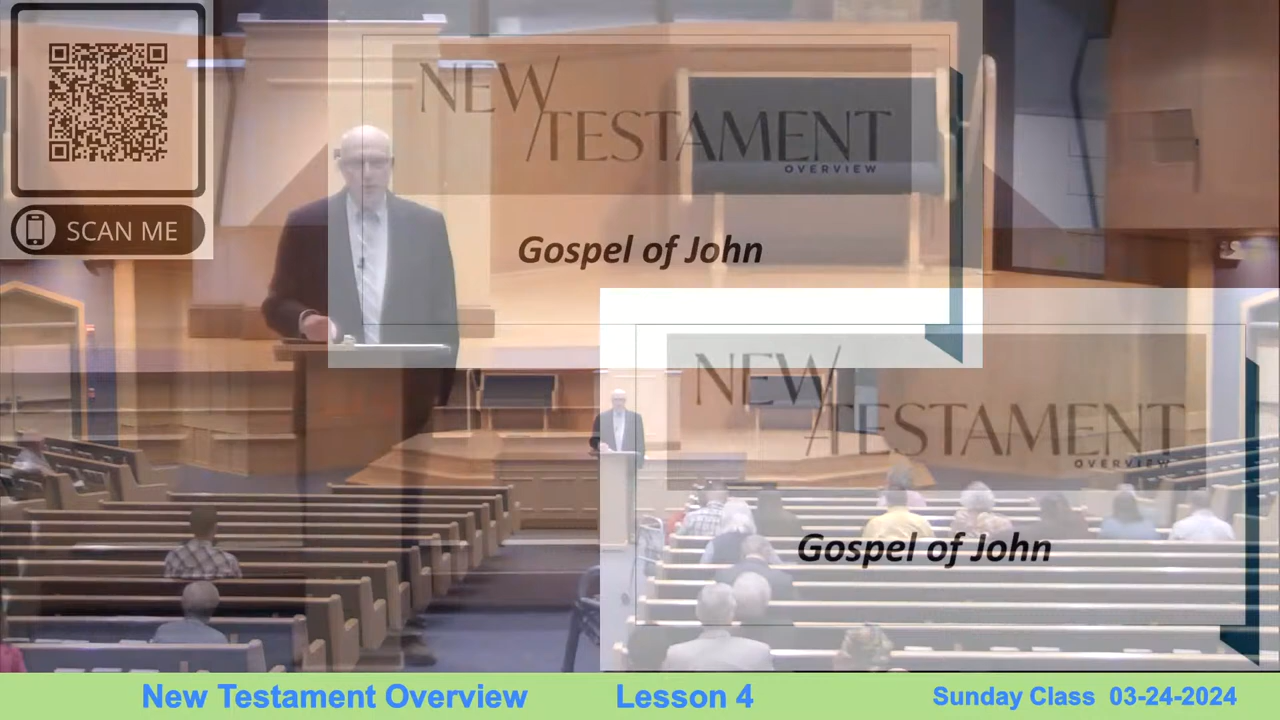 SCAN ME
NEW
TESTAMENT
OVERVIEW
Gospel of John
NEW
TESTAMENT
OVERVIEW
Gospel of John
New Testament Overview Lesson 4 Sunday Class 03-24-2024